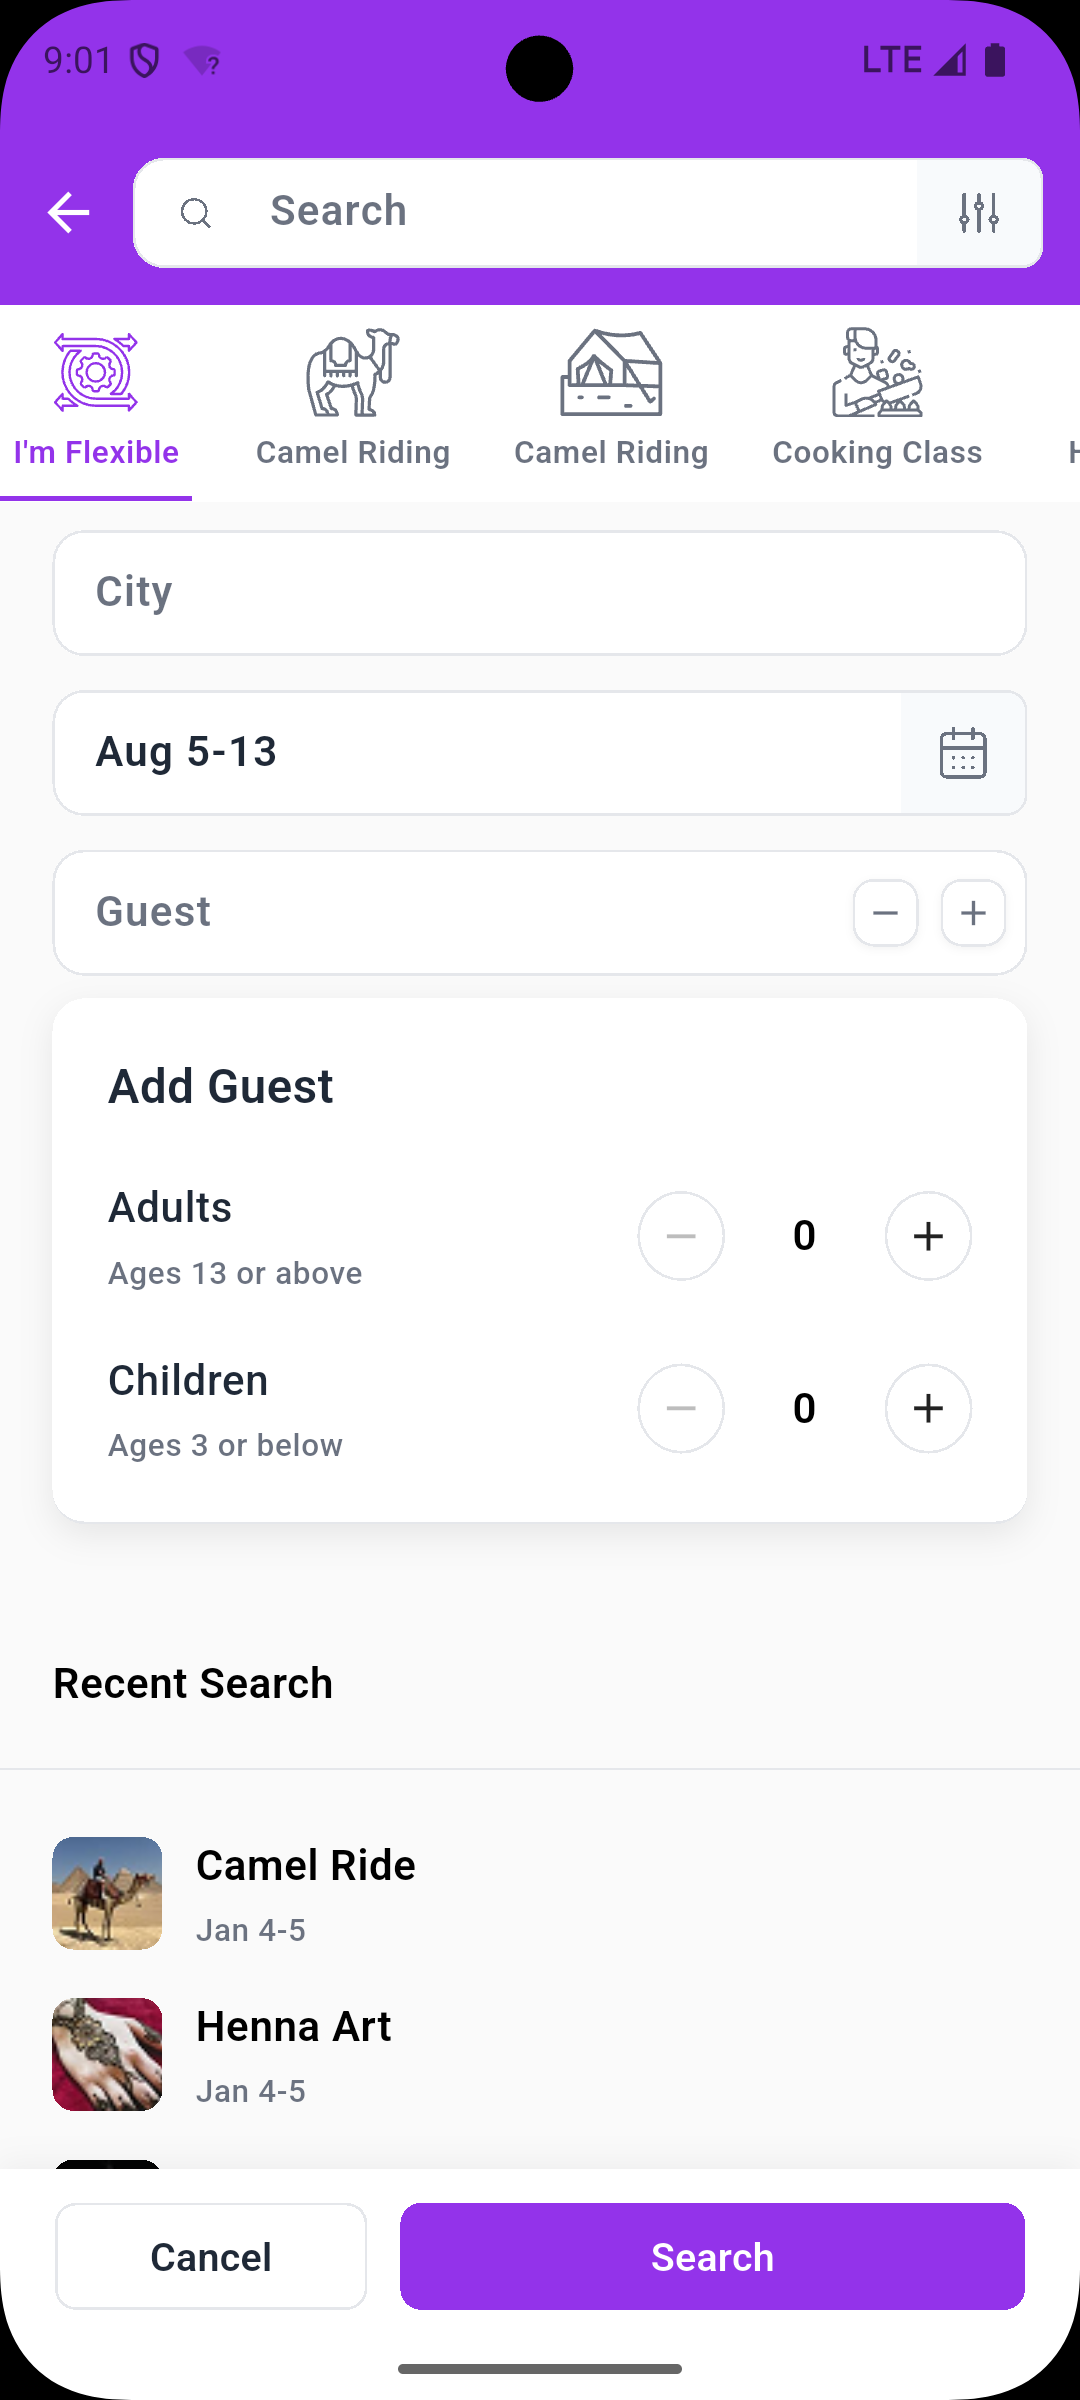 9:01
LTE
Search
I'm Flexible
Camel Riding
Camel Riding
Cooking Class
City
Aug 5-13
Guest
Add Guest
Adults
0
Ages 13 or above
Children
0
Ages 3 or below
Recent Search
Camel Ride
Jan 4-5
Henna Art
Jan 4-5
Cancel
Search